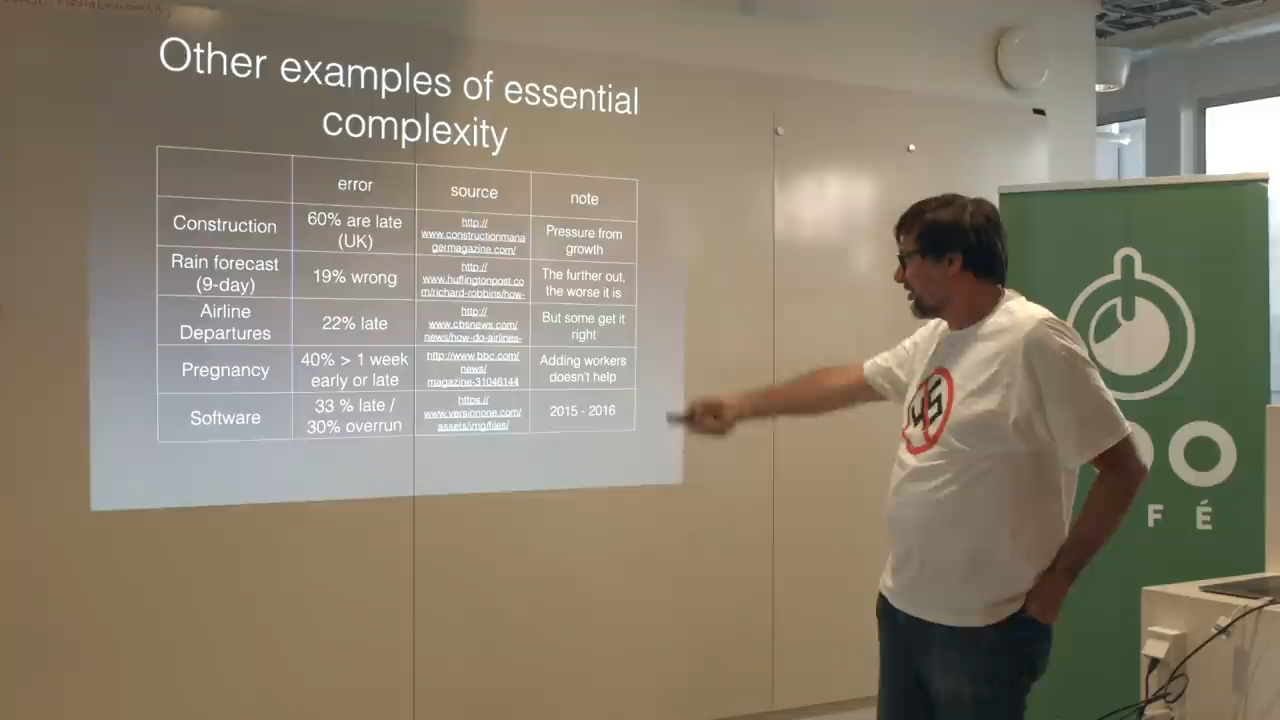 Other examples of essential
complexity
error
source
note
Construction
60% are late
(UK)
http://
www.constructionmana
germagazine.com/
Pressure from
growth
Rain forecast
(9-day)
19% wrong
http://
www.huffingtonpost.co
m/richard-robbins/how-
The further out,
the worse it is
Airline
Departures
22% late
http://
www.cbsnews.com/
news/how-do-airlines-
But some get it
right
Pregnancy
40% > 1 week
early or late
http://www.bbc.com/
news/
magazine-31046144
Adding workers
doesn't help
Software
33 % late /
30% overrun
https://
www.versionone.com/
assets/img/files/
2015 - 2016
45
OO
FÉ